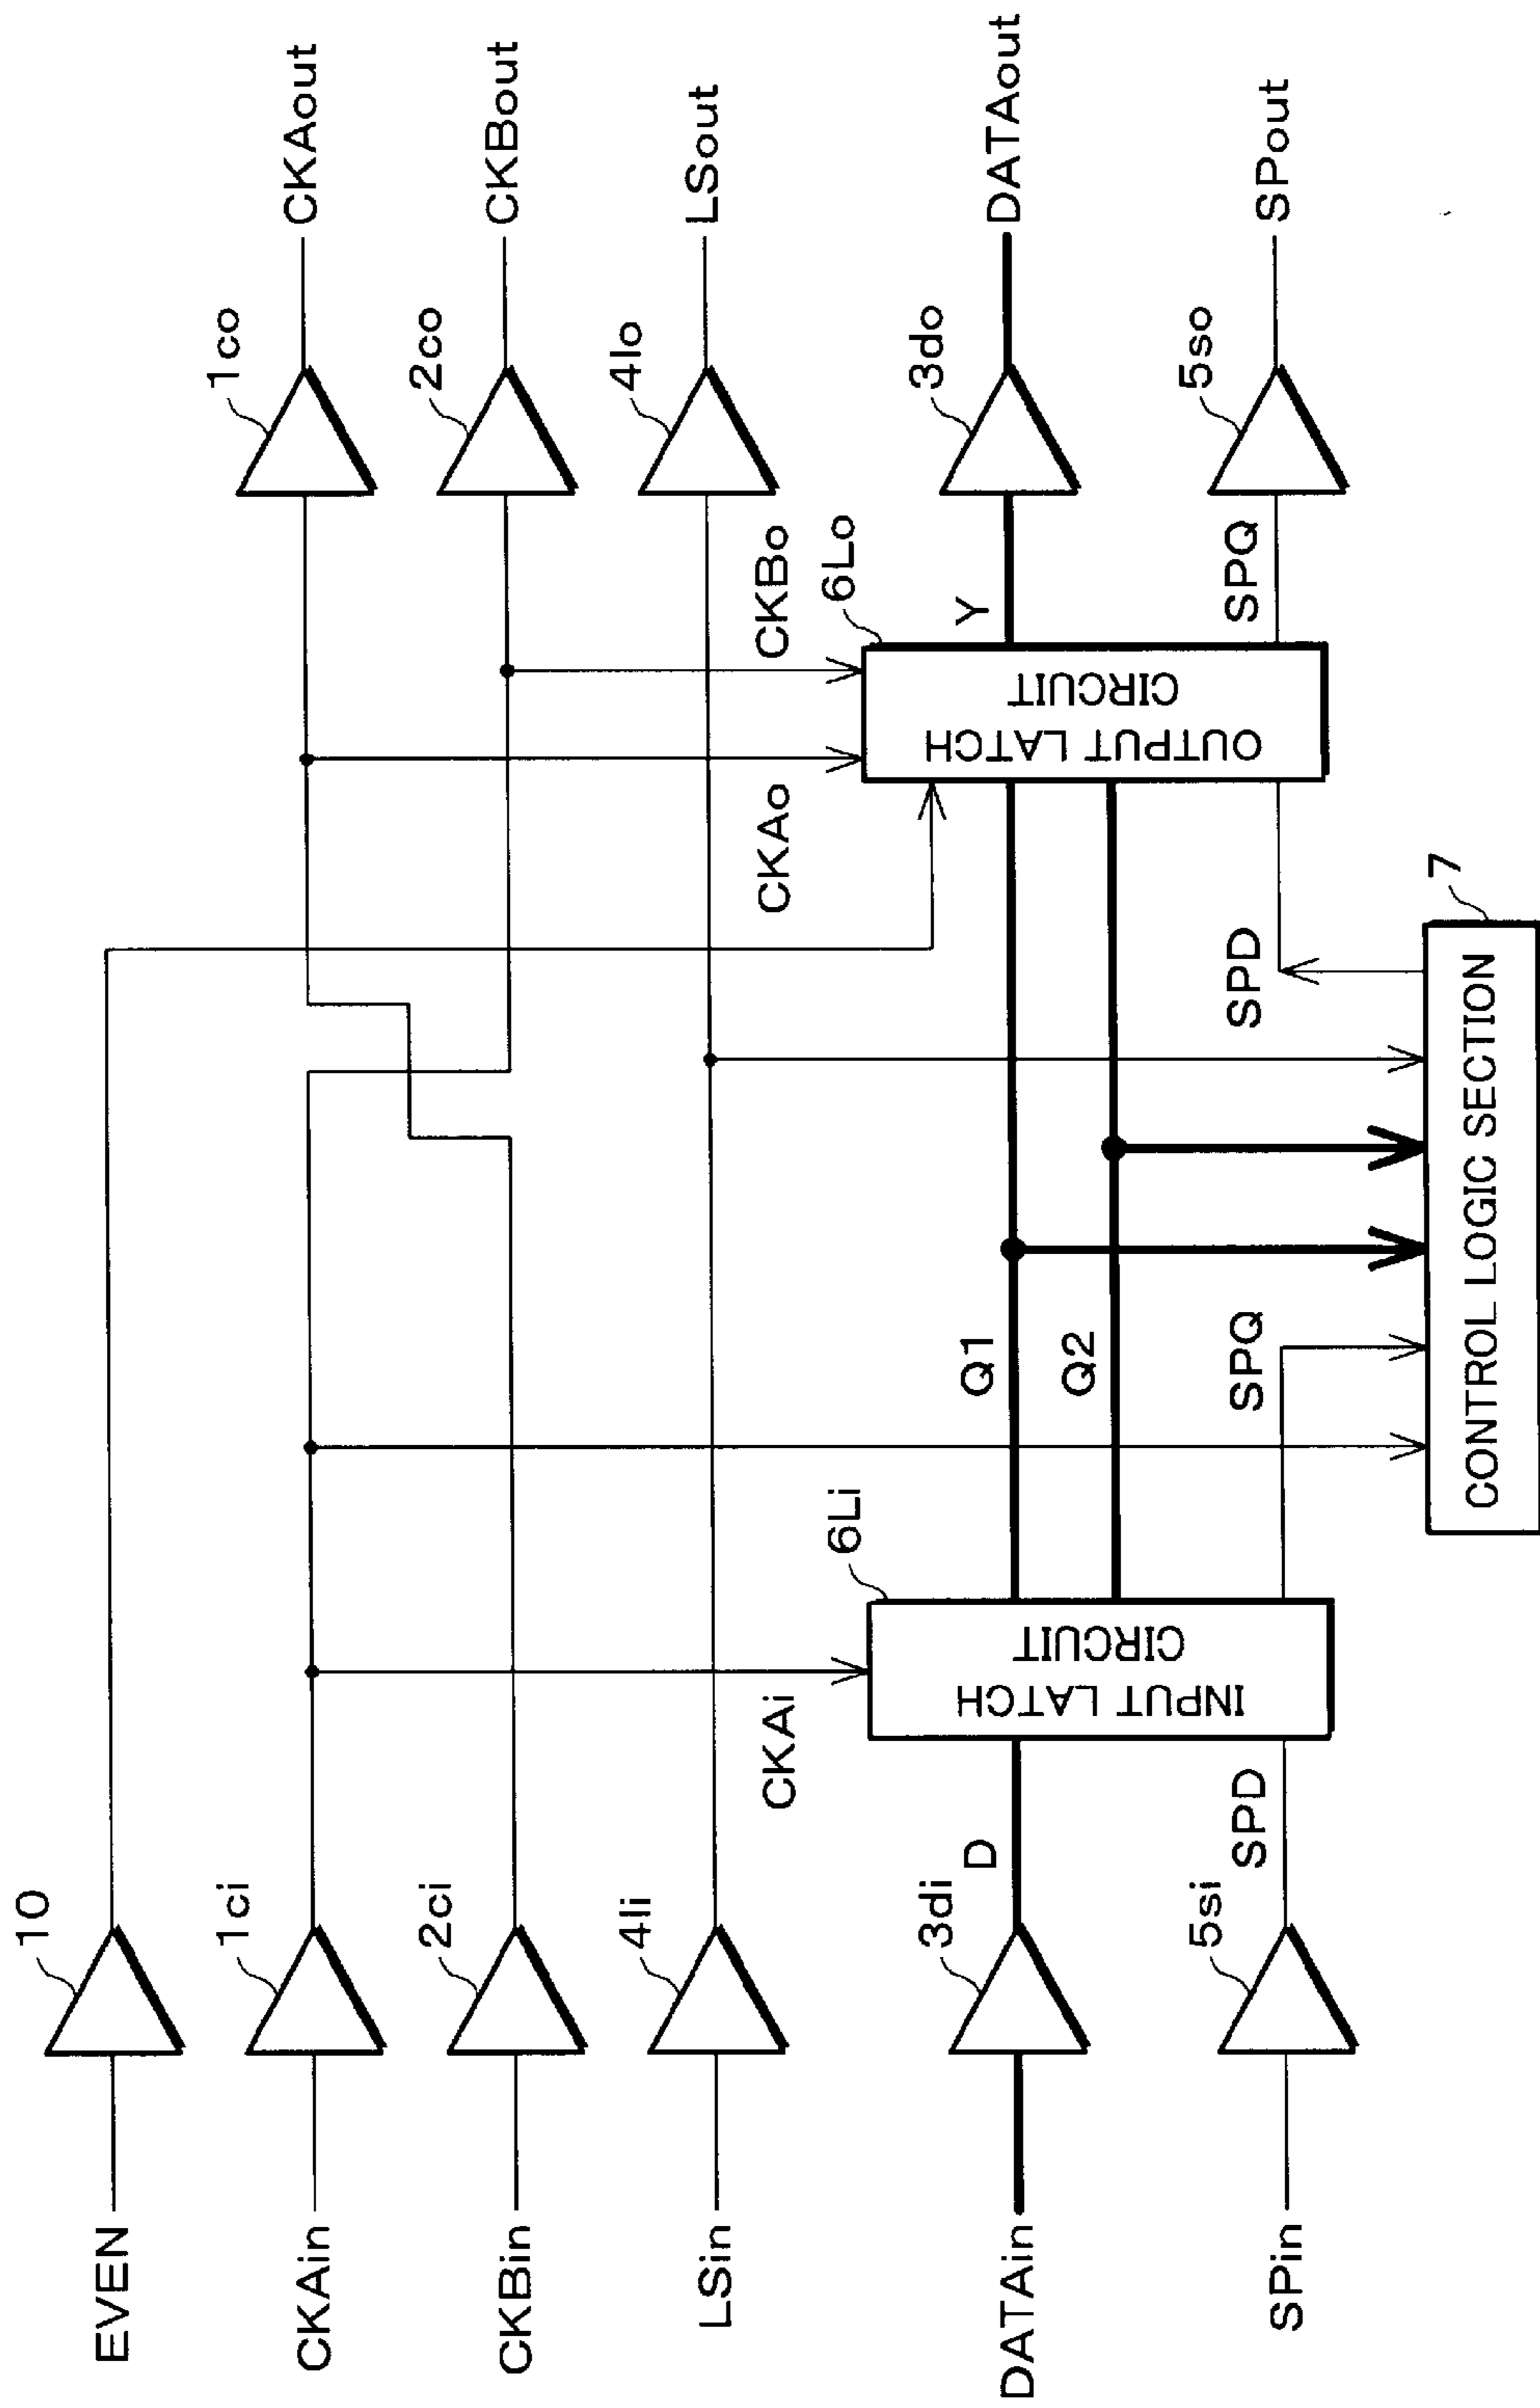 EVEN
10
CKAin
1ci
1co
CKAout
CKBin
2ci
2co
CKBout
LSin
4li
4lo
LSout
CKAi
CKAo
CKBo
6Li
6Lo
DATAin
3di
D
INPUT LATCH
CIRCUIT
Q1
Q2
OUTPUT LATCH
CIRCUIT
Y
3do
DATAout
SPin
5si
SPD
SPQ
SPD
SPQ
5so
SPout
7
CONTROL LOGIC SECTION